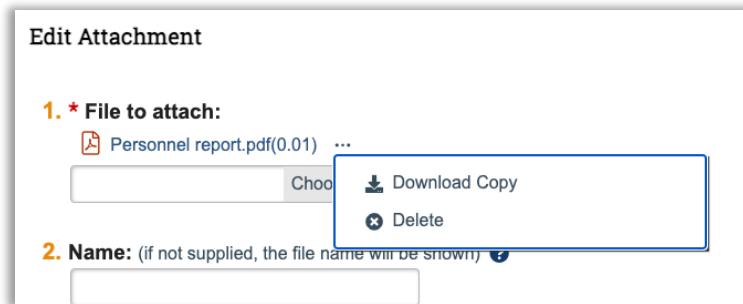 Edit Attachment
1. * File to attach:
Personnel report.pdf(0.01) ...
Choo
Download Copy
Delete
2. Name: (if not supplied, the file name will be shown) ?